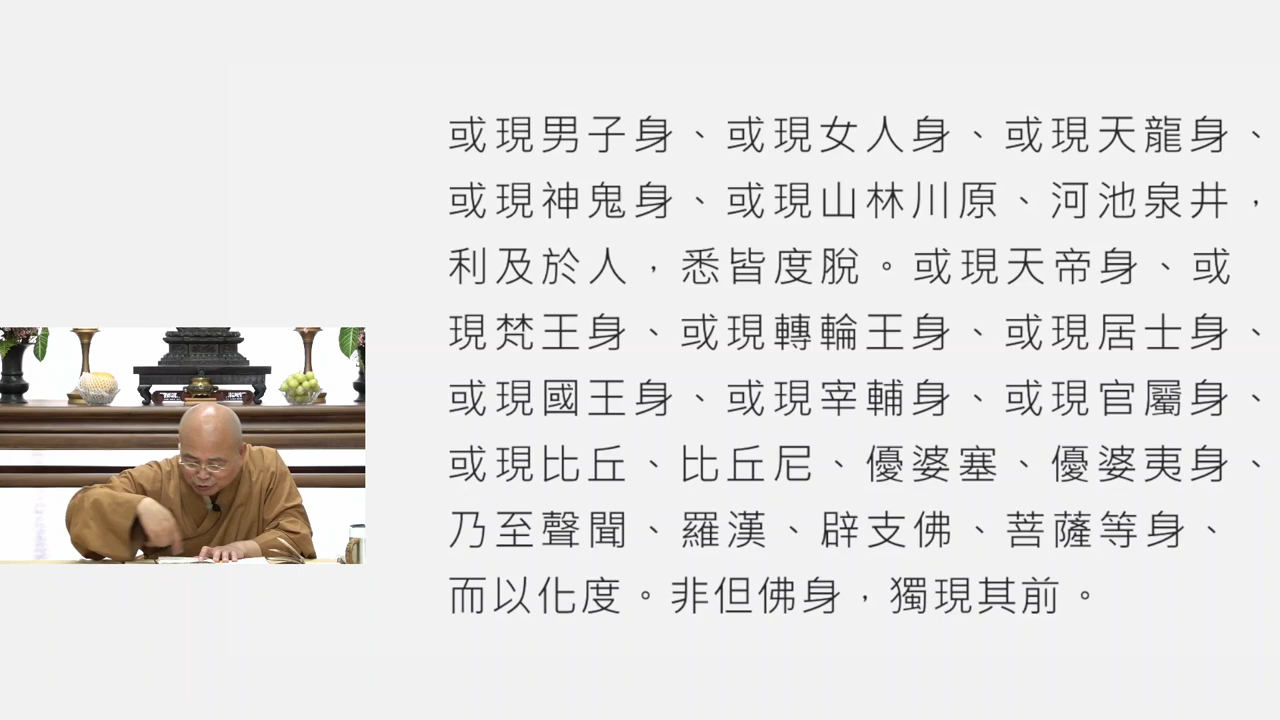 或現男子身、或現女人身、或現天龍身、
或現神鬼身、或現山林川原、河池泉井，
利及於人，悉皆度脫。或現天帝身、或
現梵王身、或現轉輪王身、或現居士身、
或現國王身、或現宰輔身、或現官屬身、
或現比丘、比丘尼、優婆塞、優婆夷身、
乃至聲聞、羅漢、辟支佛、菩薩等身、
而以化度。非但佛身，獨現其前。